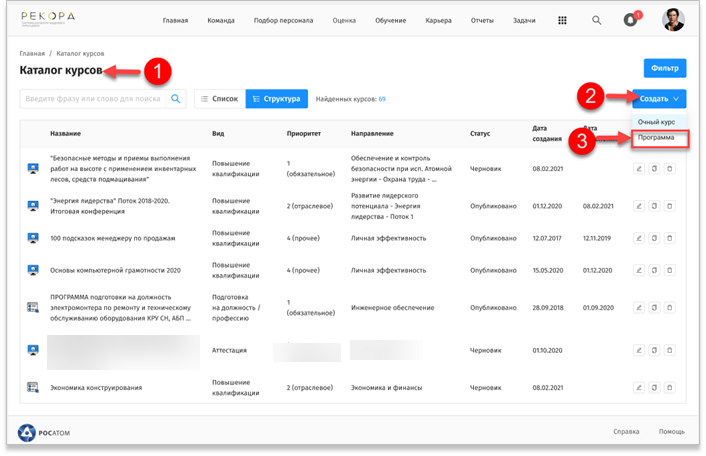 РЕКОРА
Главная Команда Подбор персонала Оценка Обучение Карьера Отчеты Задачи 1
Главная / Каталог курсов
Каталог курсов 1 Фильтр
Введите фразу или слово для поиска Список Структура Найденных курсов: 69 2 Создать
Очный курс
3 Программа
Название Вид Приоритет Направление Статус Дата создания Дата
"Безопасные методы и приемы выполнения работ на высоте с применением инвентарных лесов, средств подмащивания" Повышение квалификации 1 (обязательное) Обеспечение и контроль безопасности при исп. Атомной энергии - Охрана труда - ... Черновик 08.02.2021
"Энергия лидерства" Поток 2018-2020. Итоговая конференция Повышение квалификации 2 (отраслевое) Развитие лидерского потенциала - Энергия лидерства - Поток 1 Опубликовано 01.12.2020 08.02.2021
100 подсказок менеджеру по продажам Повышение квалификации 4 (прочее) Личная эффективность Опубликовано 12.07.2017 12.11.2019
Основы компьютерной грамотности 2020 Повышение квалификации 4 (прочее) Личная эффективность Опубликовано 15.05.2020 01.12.2020
ПРОГРАММА подготовки на должность электромонтера по ремонту и техническому обслуживанию оборудования КРУ СН, АБП ... Подготовка на должность / профессию 1 (обязательное) Инженерное обеспечение Опубликовано 28.09.2018 01.09.2020
Аттестация Черновик 01.10.2020
Экономика конструирования Повышение квалификации 2 (отраслевое) Экономика и финансы Черновик 08.02.2021
РОСАТОМ Справка Помощь